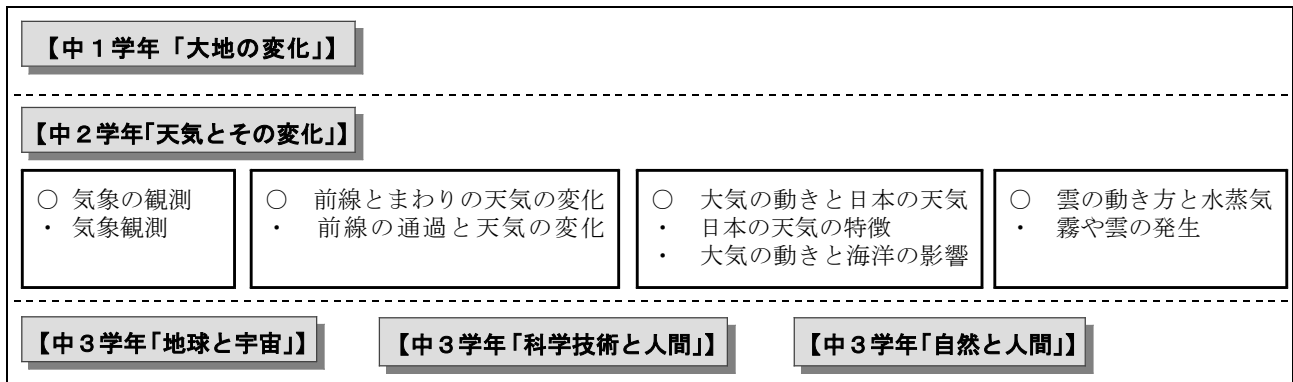 【中１学年「大地の変化」】
【中２学年「天気とその変化」】
○ 気象の観測
・ 気象観測
○ 前線とまわりの天気の変化
・ 前線の通過と天気の変化
○ 大気の動きと日本の天気
・ 日本の天気の特徴
・ 大気の動きと海洋の影響
○ 雲の動き方と水蒸気
・ 霧や雲の発生
【中３学年「地球と宇宙」】
【中３学年「科学技術と人間」】
【中３学年「自然と人間」】